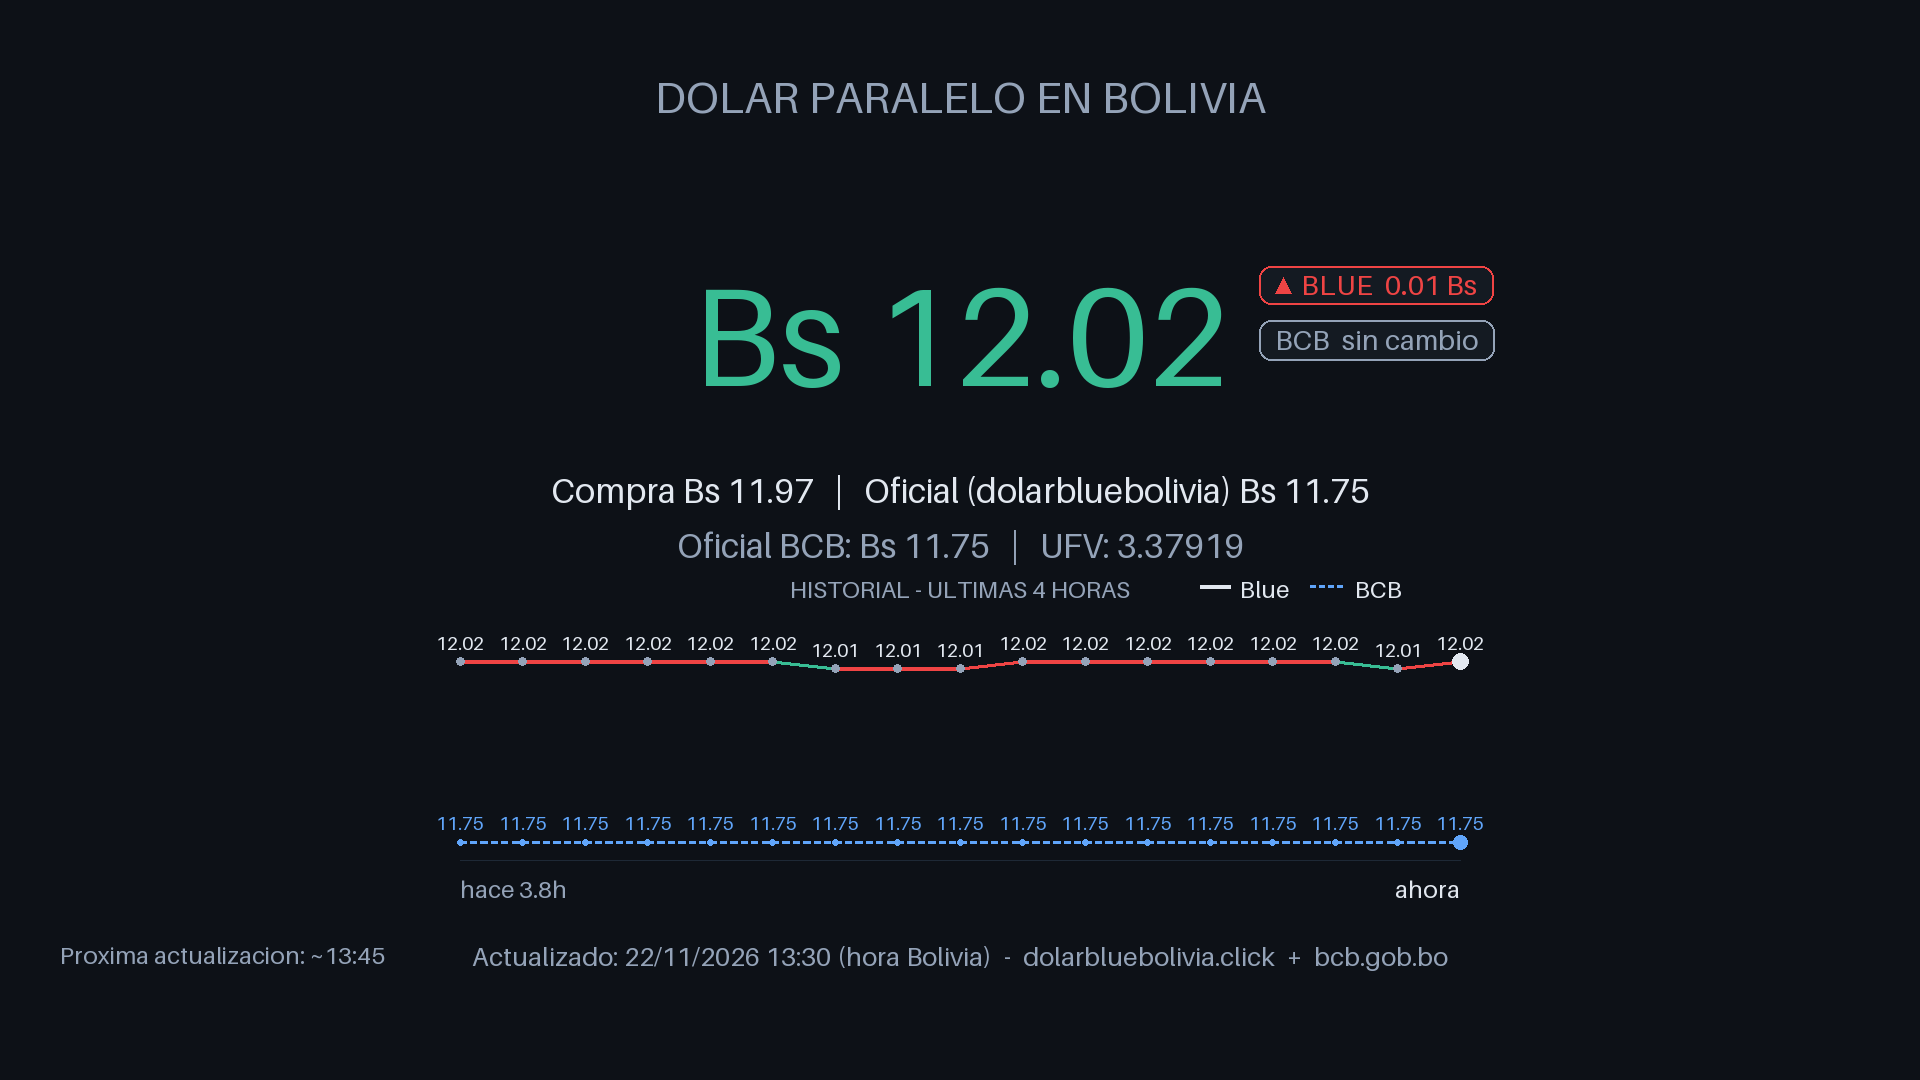 DOLAR PARALELO EN BOLIVIA
Bs 12.02
▲ BLUE 0.01 Bs
BCB sin cambio
Compra Bs 11.97 | Oficial (dolarbluebolivia) Bs 11.75
Oficial BCB: Bs 11.75 | UFV: 3.37919
HISTORIAL - ULTIMAS 4 HORAS Blue BCB
12.02 12.02 12.02 12.02 12.02 12.02 12.01 12.01 12.01 12.02 12.02 12.02 12.02 12.02 12.02 12.01 12.02
11.75 11.75 11.75 11.75 11.75 11.75 11.75 11.75 11.75 11.75 11.75 11.75 11.75 11.75 11.75 11.75 11.75
hace 3.8h ahora
Proxima actualizacion: ~13:45 Actualizado: 22/11/2026 13:30 (hora Bolivia) - dolarbluebolivia.click + bcb.gob.bo